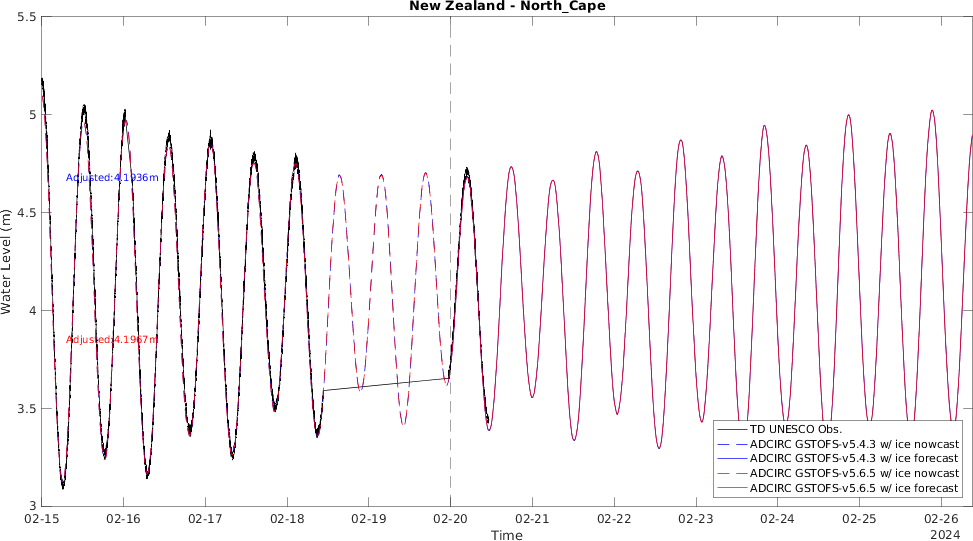 New Zealand - North_Cape
Water Level (m)
5.5
5
4.5
4
3.5
3
Adjusted:4.1936m
Adjusted:4.1967m
TD UNESCO Obs.
ADCIRC GSTOFS-v5.4.3 w/ ice nowcast
ADCIRC GSTOFS-v5.4.3 w/ ice forecast
ADCIRC GSTOFS-v5.6.5 w/ ice nowcast
ADCIRC GSTOFS-v5.6.5 w/ ice forecast
02-15 02-16 02-17 02-18 02-19 02-20 02-21 02-22 02-23 02-24 02-25 02-26
Time
2024